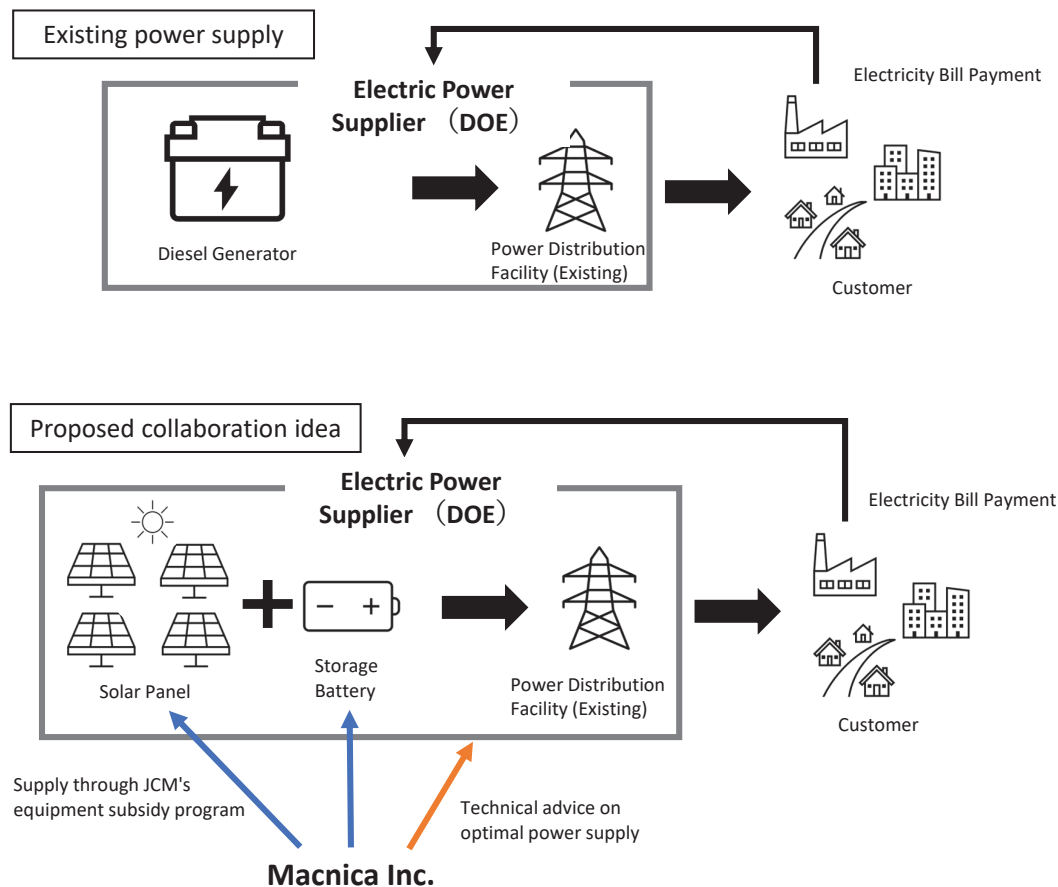 Existing power supply
Electricity Bill Payment
Electric Power
Supplier （DOE）
Diesel Generator
Power Distribution
Facility (Existing)
Customer
Proposed collaboration idea
Electric Power
Supplier （DOE）
Electricity Bill Payment
Solar Panel
Storage
Battery
Power Distribution
Facility (Existing)
Customer
Supply through JCM's
equipment subsidy program
Technical advice on
optimal power supply
Macnica Inc.